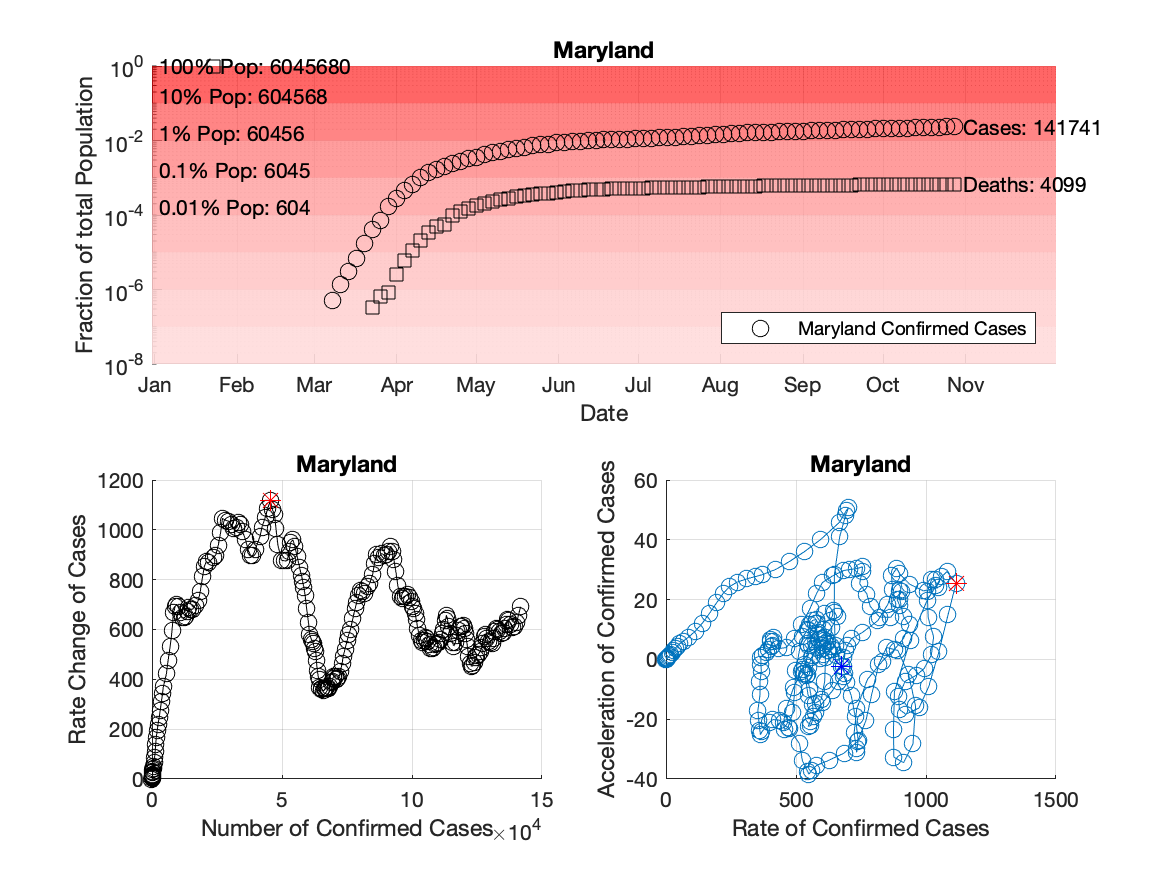 Maryland
10^0
10^-2
10^-4
10^-6
10^-8
Fraction of total Population
100% Pop: 6045680
10% Pop: 604568
1% Pop: 60456
0.1% Pop: 6045
0.01% Pop: 604
Cases: 141741
Deaths: 4099
Maryland Confirmed Cases
Jan Feb Mar Apr May Jun Jul Aug Sep Oct Nov
Date
Maryland
1200
1000
800
600
400
200
0
Rate Change of Cases
0 5 10 15
Number of Confirmed Cases
×10^4
Maryland
60
40
20
0
-20
-40
Acceleration of Confirmed Cases
0 500 1000 1500
Rate of Confirmed Cases